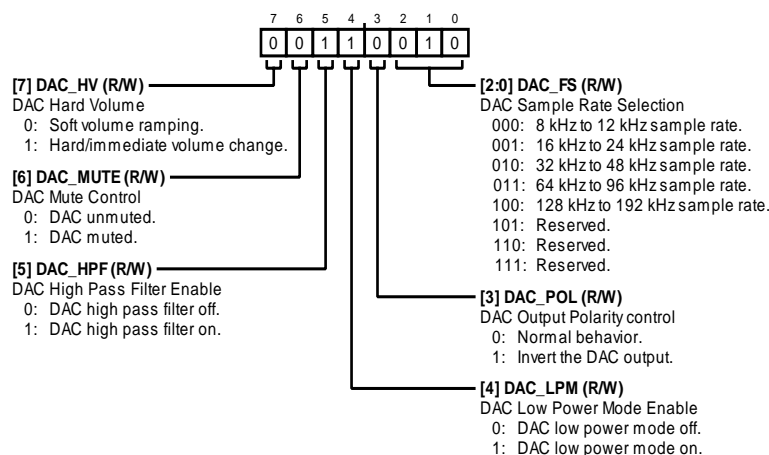 7 6 5 4 3 2 1 0
0 0 1 1 0 0 1 0
[7] DAC_HV (R/W)
DAC Hard Volume
0: Soft volume ramping.
1: Hard/immediate volume change.
[6] DAC_MUTE (R/W)
DAC Mute Control
0: DAC unmuted.
1: DAC muted.
[5] DAC_HPF (R/W)
DAC High Pass Filter Enable
0: DAC high pass filter off.
1: DAC high pass filter on.
[2:0] DAC_FS (R/W)
DAC Sample Rate Selection
000: 8 kHz to 12 kHz sample rate.
001: 16 kHz to 24 kHz sample rate.
010: 32 kHz to 48 kHz sample rate.
011: 64 kHz to 96 kHz sample rate.
100: 128 kHz to 192 kHz sample rate.
101: Reserved.
110: Reserved.
111: Reserved.
[3] DAC_POL (R/W)
DAC Output Polarity control
0: Normal behavior.
1: Invert the DAC output.
[4] DAC_LPM (R/W)
DAC Low Power Mode Enable
0: DAC low power mode off.
1: DAC low power mode on.